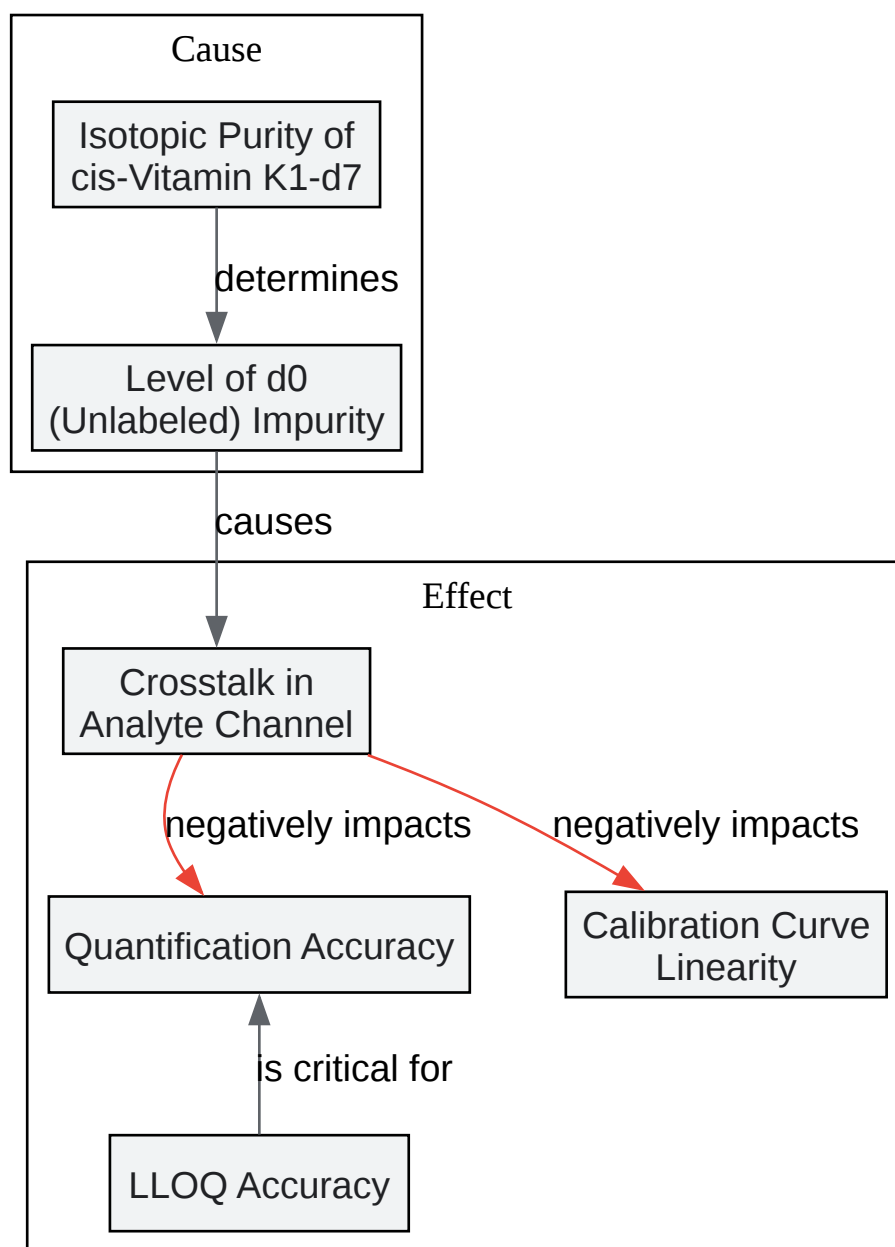 Cause
Isotopic Purity of
cis-Vitamin K1-d7
determines
Level of d0
(Unlabeled) Impurity
causes
Effect
Crosstalk in
Analyte Channel
negatively impacts
negatively impacts
Quantification Accuracy
Calibration Curve
Linearity
is critical for
LLOQ Accuracy